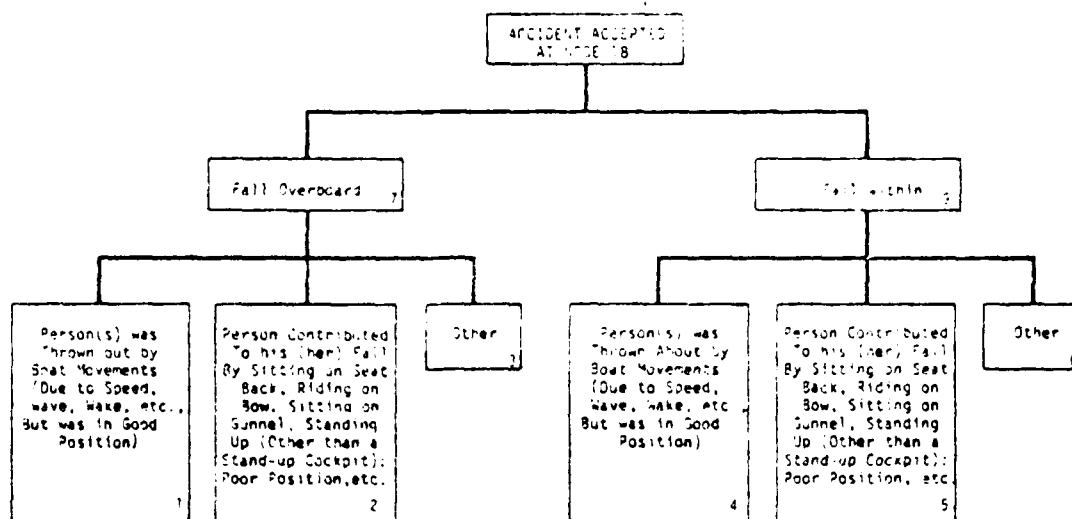 ACCIDENT ACCEPTED
AT NODE 18
Fall Overboard
7
Fall Within
Person(s) was
Thrown out by
Boat Movements
(Due to Speed,
Wave, Wake, etc.,
But was in Good
Position)
1
Person Contributed
To his (her) Fall
By Sitting on Seat
Back, Riding on
Bow, Sitting on
Gunnel, Standing
Up (Other than a
Stand-up Cockpit);
Poor Position,etc.
2
Other
3
Person(s) was
Thrown About by
Boat Movements
(Due to Speed,
Wave, Wake, etc.,
But was in Good
Position)
4
Person Contributed
To his (her) Fall
By Sitting on Seat
Back, Riding on
Bow, Sitting on
Gunnel, Standing
Up (Other than a
Stand-up Cockpit);
Poor Position, etc.
5
Other